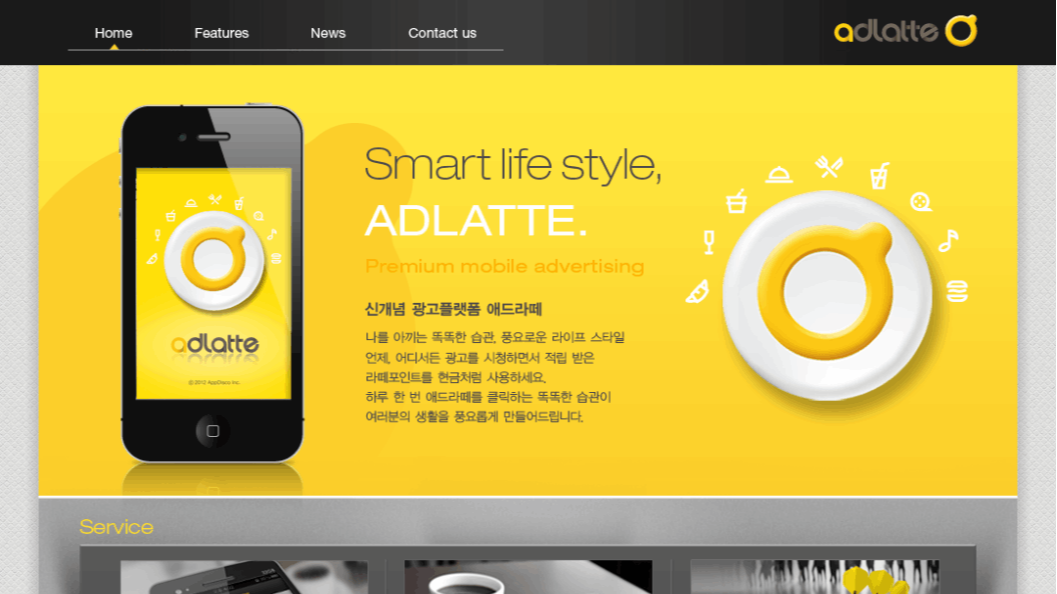 Home Features News Contact us
adlatte
Smart life style,
ADLATTE.
Premium mobile advertising
신개념 광고플랫폼 애드라떼
나를 아끼는 똑똑한 습관, 풍요로운 라이프 스타일
언제, 어디서든 광고를 시청하면서 적립 받은
라떼포인트를 현금처럼 사용하세요.
하루 한 번 애드라떼를 클릭하는 똑똑한 습관이
여러분의 생활을 풍요롭게 만들어드립니다.
adlatte
© 2012 AppDisco Inc.
Service